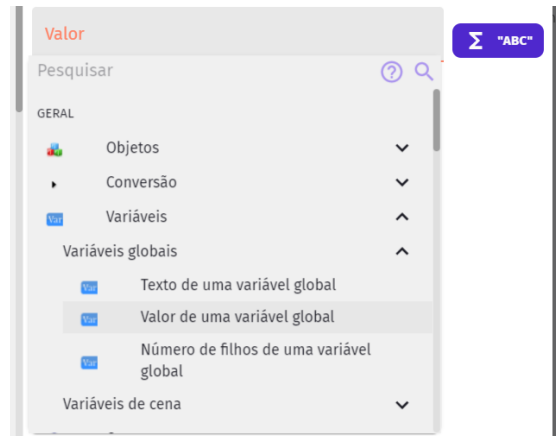 Valor
Σ "ABC"
Pesquisar
GERAL
Objetos
Conversão
Var Variáveis
Variáveis globais
Var Texto de uma variável global
Var Valor de uma variável global
Var Número de filhos de uma variável
global
Variáveis de cena